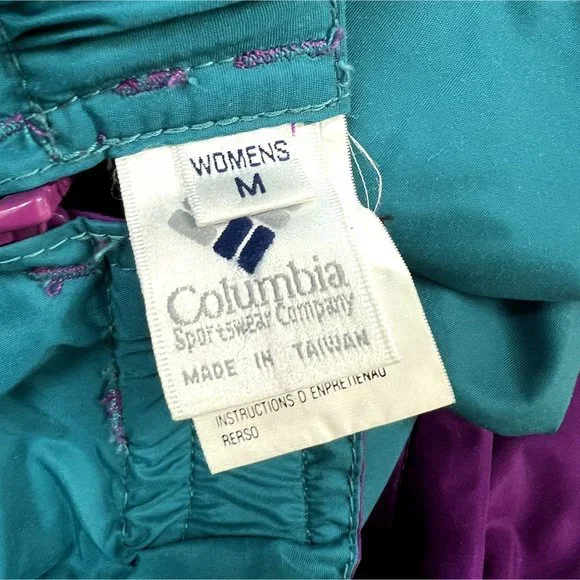 WOMENS
M
Columbia
Sportswear Company
MADE IN TAIWAN
INSTRUCTIONS D ENPRETIENAU
RERSO